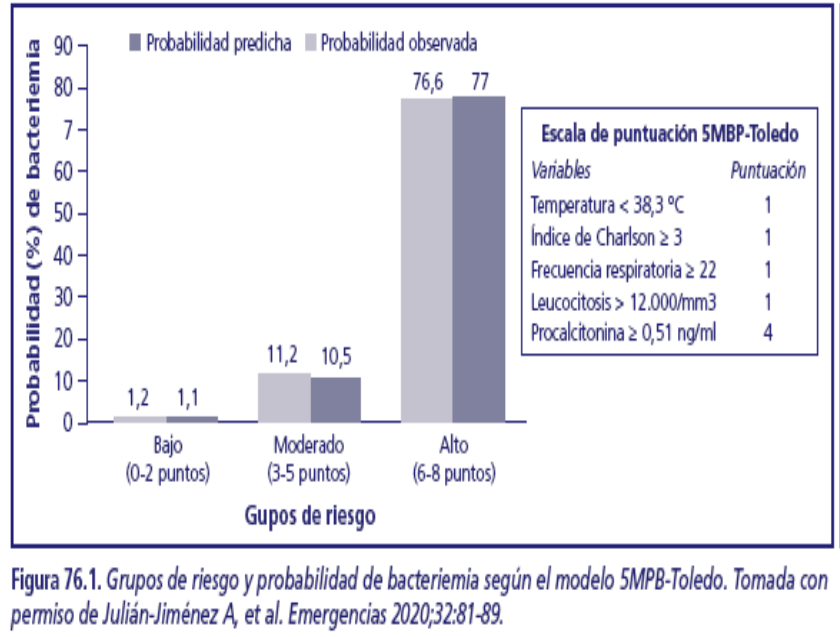 Probabilidad (%) de bacteriemia
90
80
7
60
50
40
30
20
10
0
Probabilidad predicha
Probabilidad observada
1,2
1,1
11,2
10,5
76,6
77
Bajo
(0-2 puntos)
Moderado
(3-5 puntos)
Alto
(6-8 puntos)
Gupos de riesgo
Escala de puntuación 5MBP-Toledo
Variables Puntuación
Temperatura < 38,3 ºC 1
Índice de Charlson ≥ 3 1
Frecuencia respiratoria ≥ 22 1
Leucocitosis > 12.000/mm3 1
Procalcitonina ≥ 0,51 ng/ml 4
Figura 76.1. Grupos de riesgo y probabilidad de bacteriemia según el modelo 5MPB-Toledo. Tomada con
permiso de Julián-Jiménez A, et al. Emergencias 2020;32:81-89.